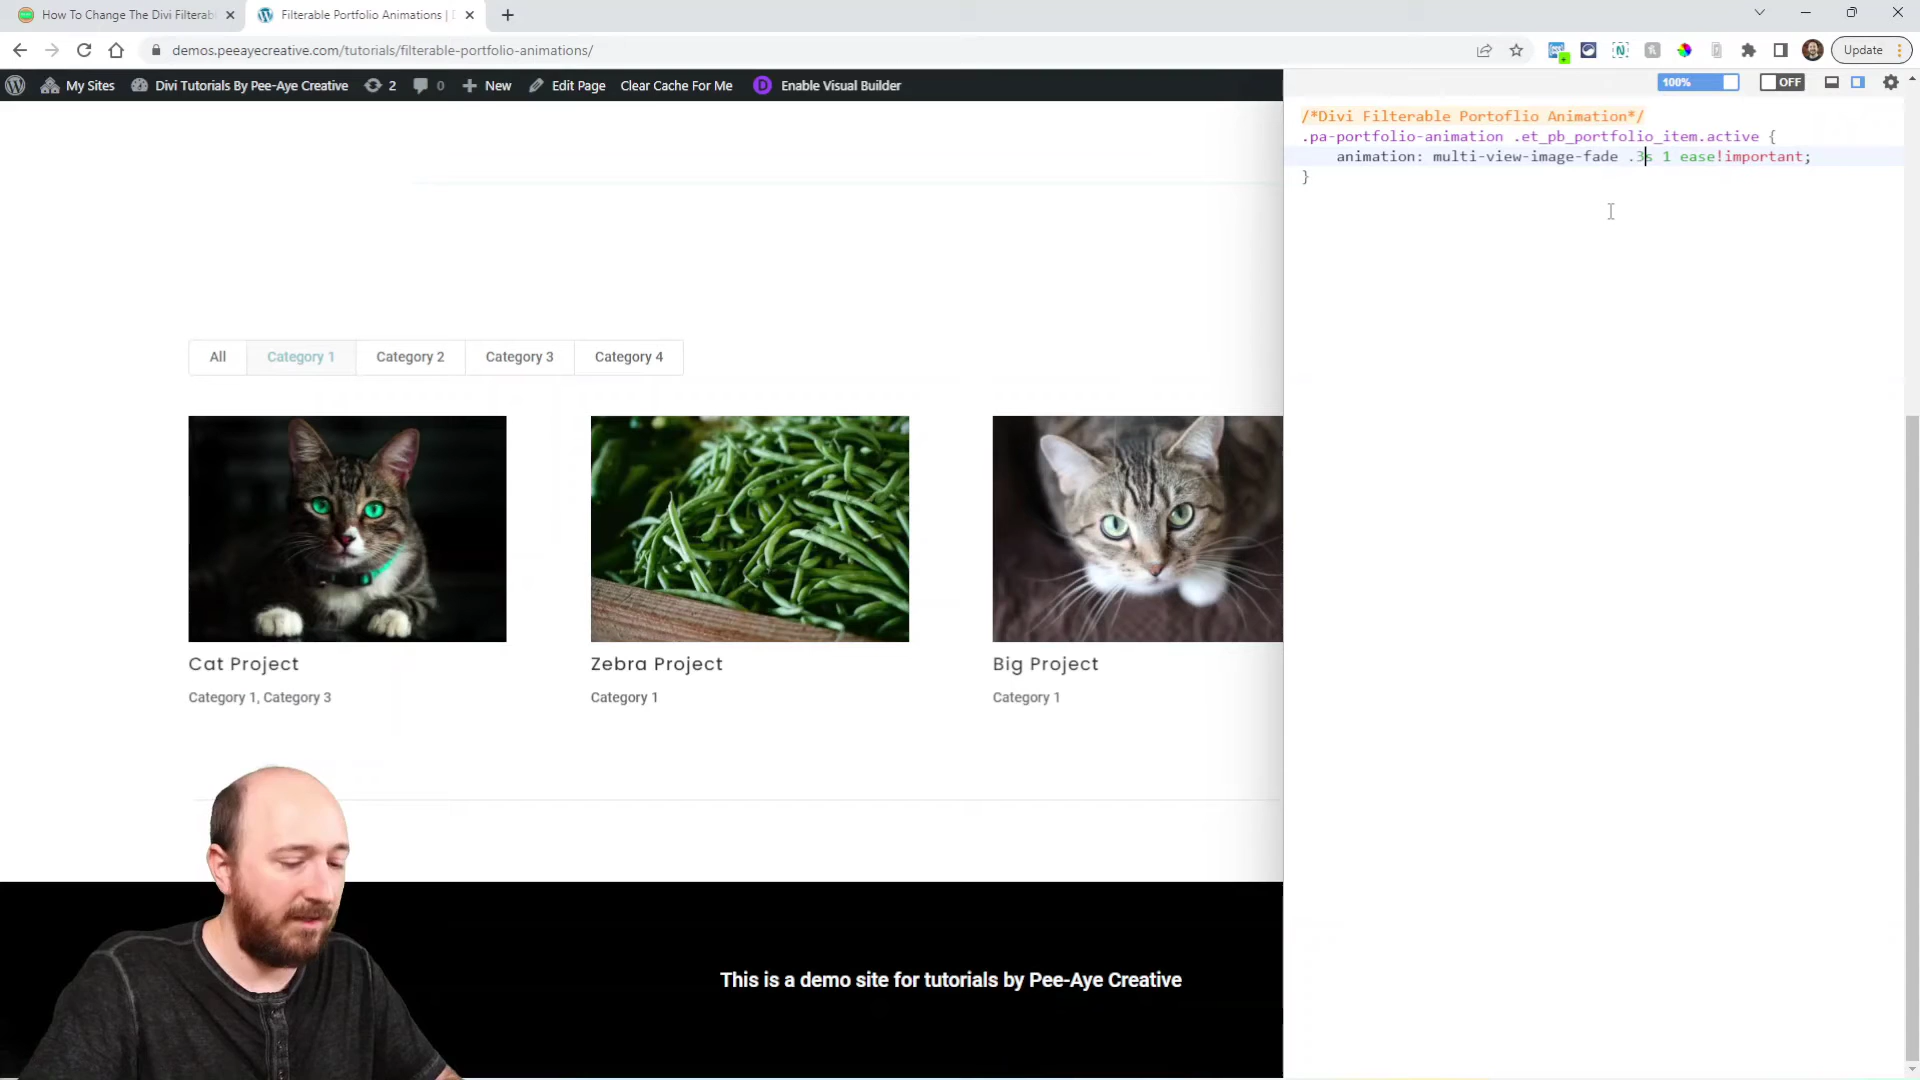 How To Change The Divi Filterabl
Filterable Portfolio Animations | D
demos.peeayecreative.com/tutorials/filterable-portfolio-animations/
Update
My Sites
Divi Tutorials By Pee-Aye Creative
2
0
New
Edit Page
Clear Cache For Me
Enable Visual Builder
100%
OFF
/*Divi Filterable Portoflio Animation*/
.pa-portfolio-animation .et_pb_portfolio_item.active {
animation: multi-view-image-fade .3s 1 ease!important;
}
All
Category 1
Category 2
Category 3
Category 4
Cat Project
Category 1, Category 3
Zebra Project
Category 1
Big Project
Category 1
This is a demo site for tutorials by Pee-Aye Creative